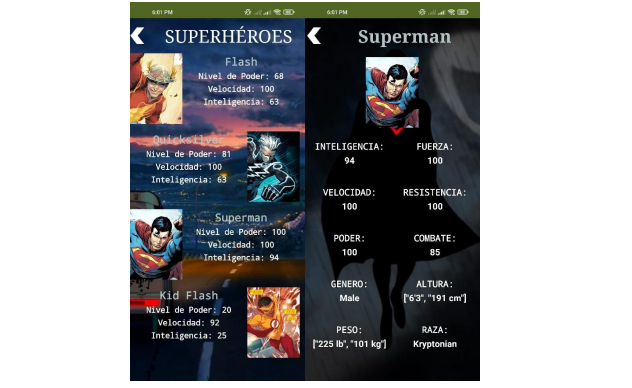 6:01 PM
SUPERHÉROES
Flash
Nivel de Poder: 68
Velocidad: 100
Inteligencia: 63
Quicksilver
Nivel de Poder: 81
Velocidad: 100
Inteligencia: 63
Superman
Nivel de Poder: 100
Velocidad: 100
Inteligencia: 94
Kid Flash
Nivel de Poder: 20
Velocidad: 92
Inteligencia: 25
6:01 PM
Superman
INTELIGENCIA: FUERZA:
94 100
VELOCIDAD: RESISTENCIA:
100 100
PODER: COMBATE:
100 85
GENERO: ALTURA:
Male ["6'3", "191 cm"]
PESO: RAZA:
["225 lb", "101 kg"] Kryptonian